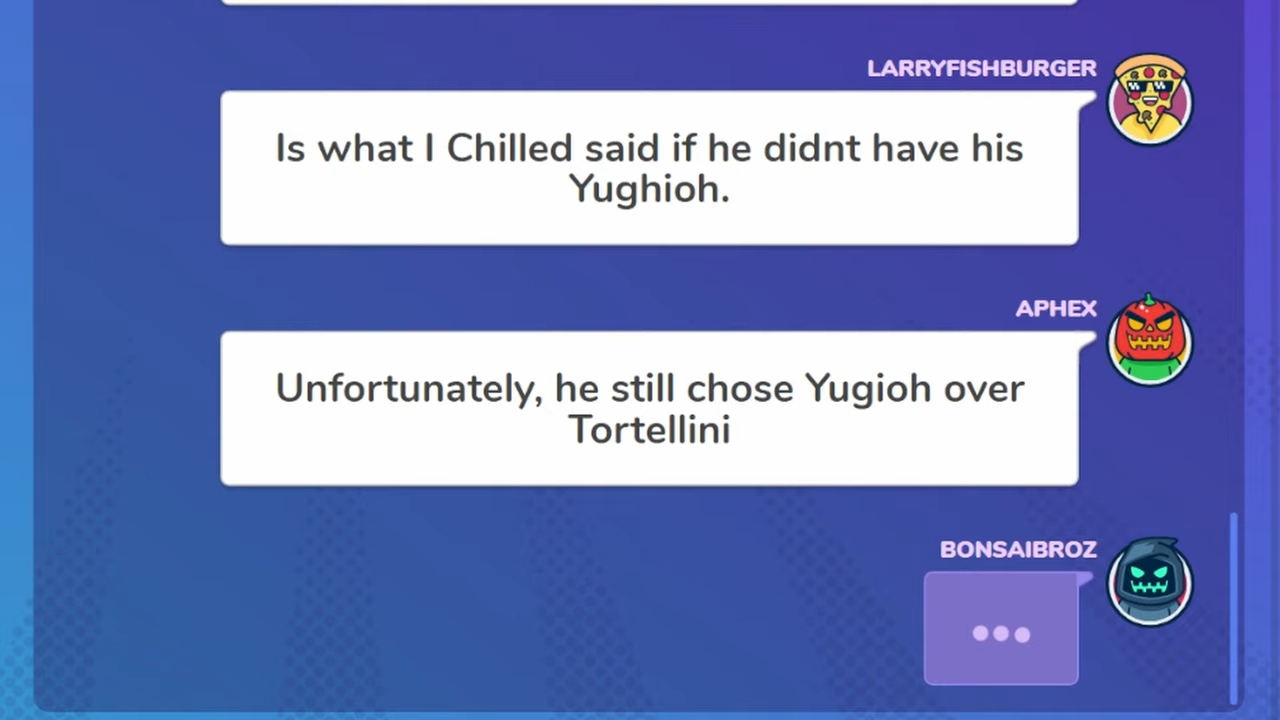 LARRYFISHBURGER
Is what I Chilled said if he didnt have his
Yughioh.
APHEX
Unfortunately, he still chose Yugioh over
Tortellini
BONSAIBROZ